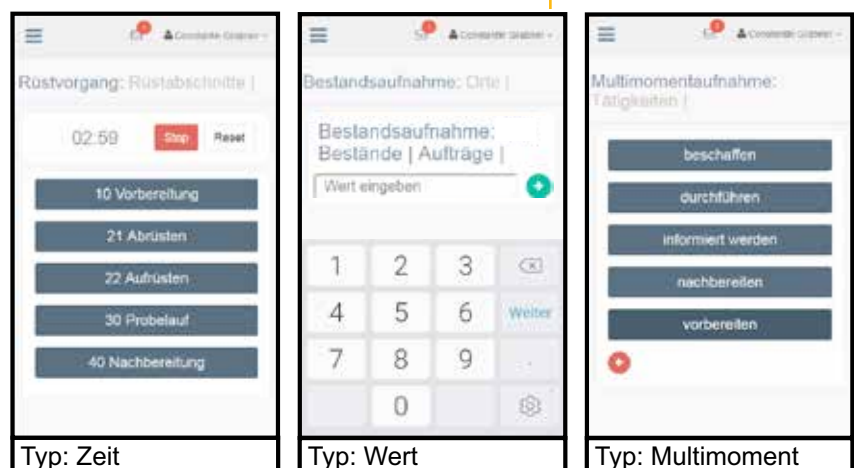 Rüstvorgang: Rüstabschnitte |
02:59 Stop Reset
10 Vorbereitung
21 Abrüsten
22 Aufrüsten
30 Probelauf
40 Nachbereitung
Typ: Zeit
Bestandsaufnahme: Orte |
Bestandsaufnahme:
Bestände | Aufträge |
Wert eingeben
1 2 3
4 5 6 Weiter
7 8 9 .
0
Typ: Wert
Multimomentaufnahme:
Tätigkeiten |
beschaffen
durchführen
informiert werden
nachbereiten
vorbereiten
Typ: Multimoment